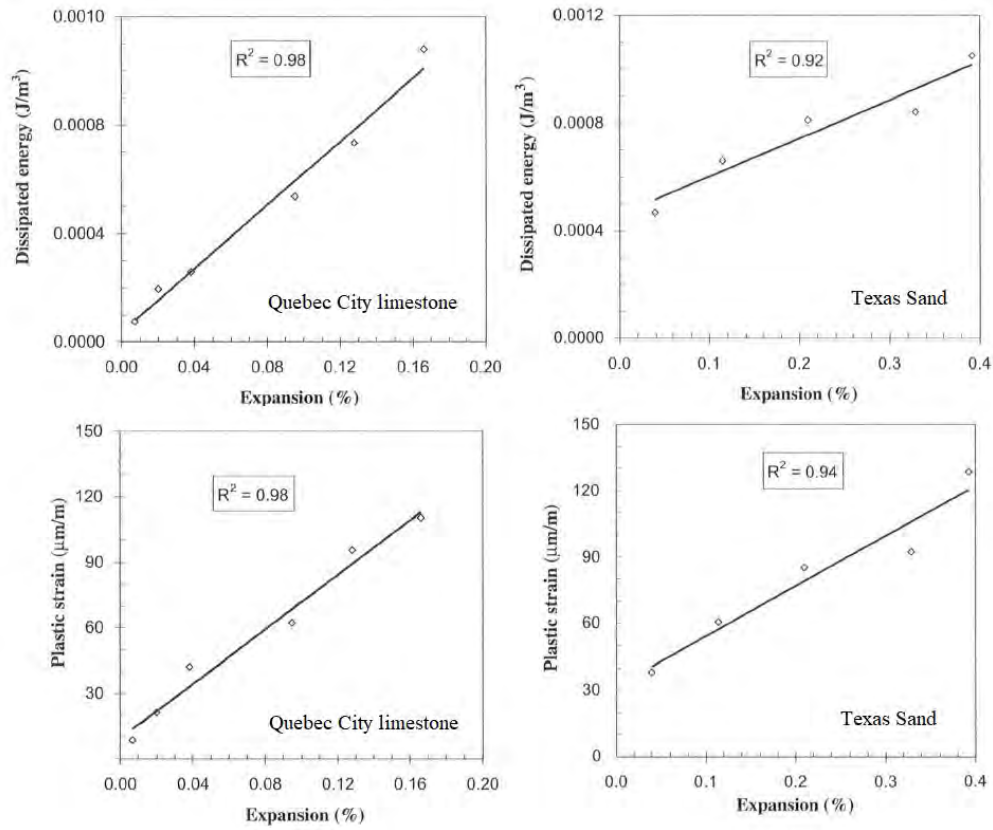 0.0010
R² = 0.98
0.0008
0.0004
0.0000
Dissipated energy (J/m³)
Quebec City limestone
0.00 0.04 0.08 0.12 0.16 0.20
Expansion (%)
0.0012
R² = 0.92
0.0008
0.0004
0.0000
Dissipated energy (J/m³)
Texas Sand
0.0 0.1 0.2 0.3 0.4
Expansion (%)
150
R² = 0.98
120
90
60
30
Plastic strain (μm/m)
Quebec City limestone
0.00 0.04 0.08 0.12 0.16 0.20
Expansion (%)
150
R² = 0.94
120
90
60
30
0
Plastic strain (μm/m)
Texas Sand
0.0 0.1 0.2 0.3 0.4
Expansion (%)